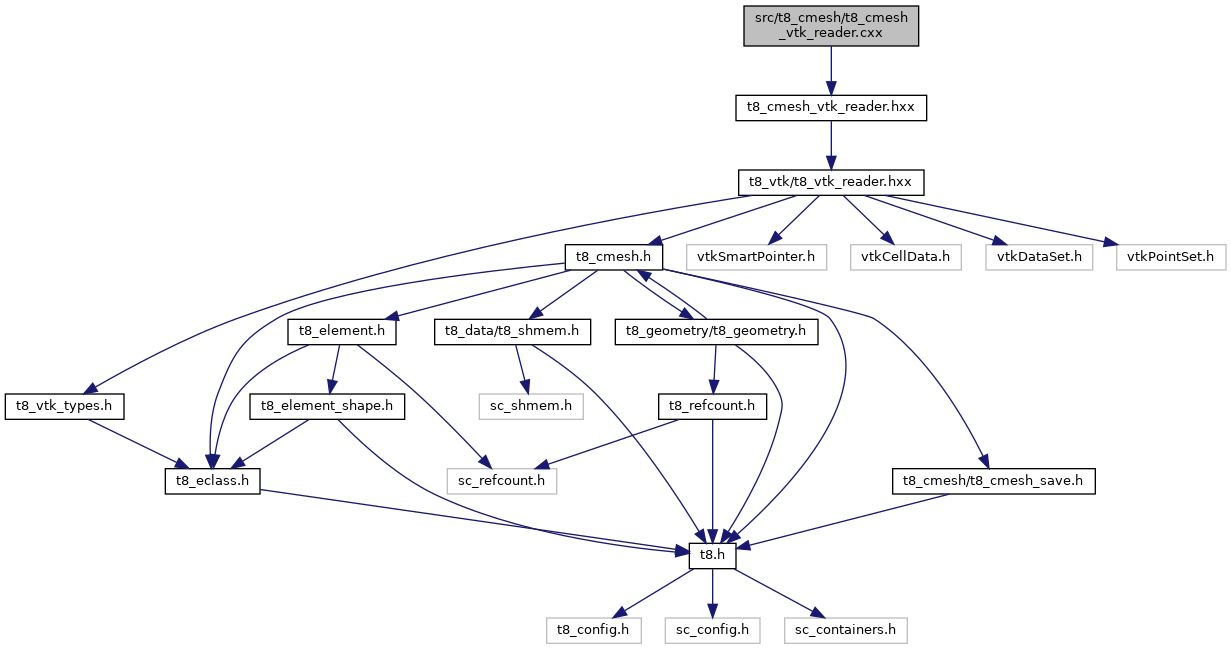 src/t8_cmesh/t8_cmesh
_vtk_reader.cxx
t8_cmesh_vtk_reader.hxx
t8_vtk/t8_vtk_reader.hxx
t8_cmesh.h
vtkSmartPointer.h
vtkCellData.h
vtkDataSet.h
vtkPointSet.h
t8_element.h
t8_data/t8_shmem.h
t8_geometry/t8_geometry.h
t8_vtk_types.h
t8_element_shape.h
sc_shmem.h
t8_refcount.h
t8_eclass.h
sc_refcount.h
t8_cmesh/t8_cmesh_save.h
t8.h
t8_config.h
sc_config.h
sc_containers.h